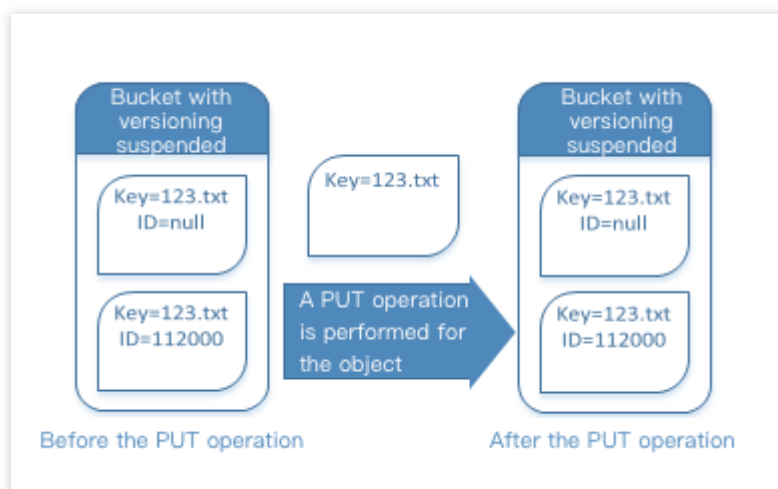 Bucket with
versioning
suspended
Key=123.txt
ID=null
Key=123.txt
ID=112000
Before the PUT operation
Key=123.txt
A PUT operation
is performed for
the object
Bucket with
versioning
suspended
Key=123.txt
ID=null
Key=123.txt
ID=112000
After the PUT operation